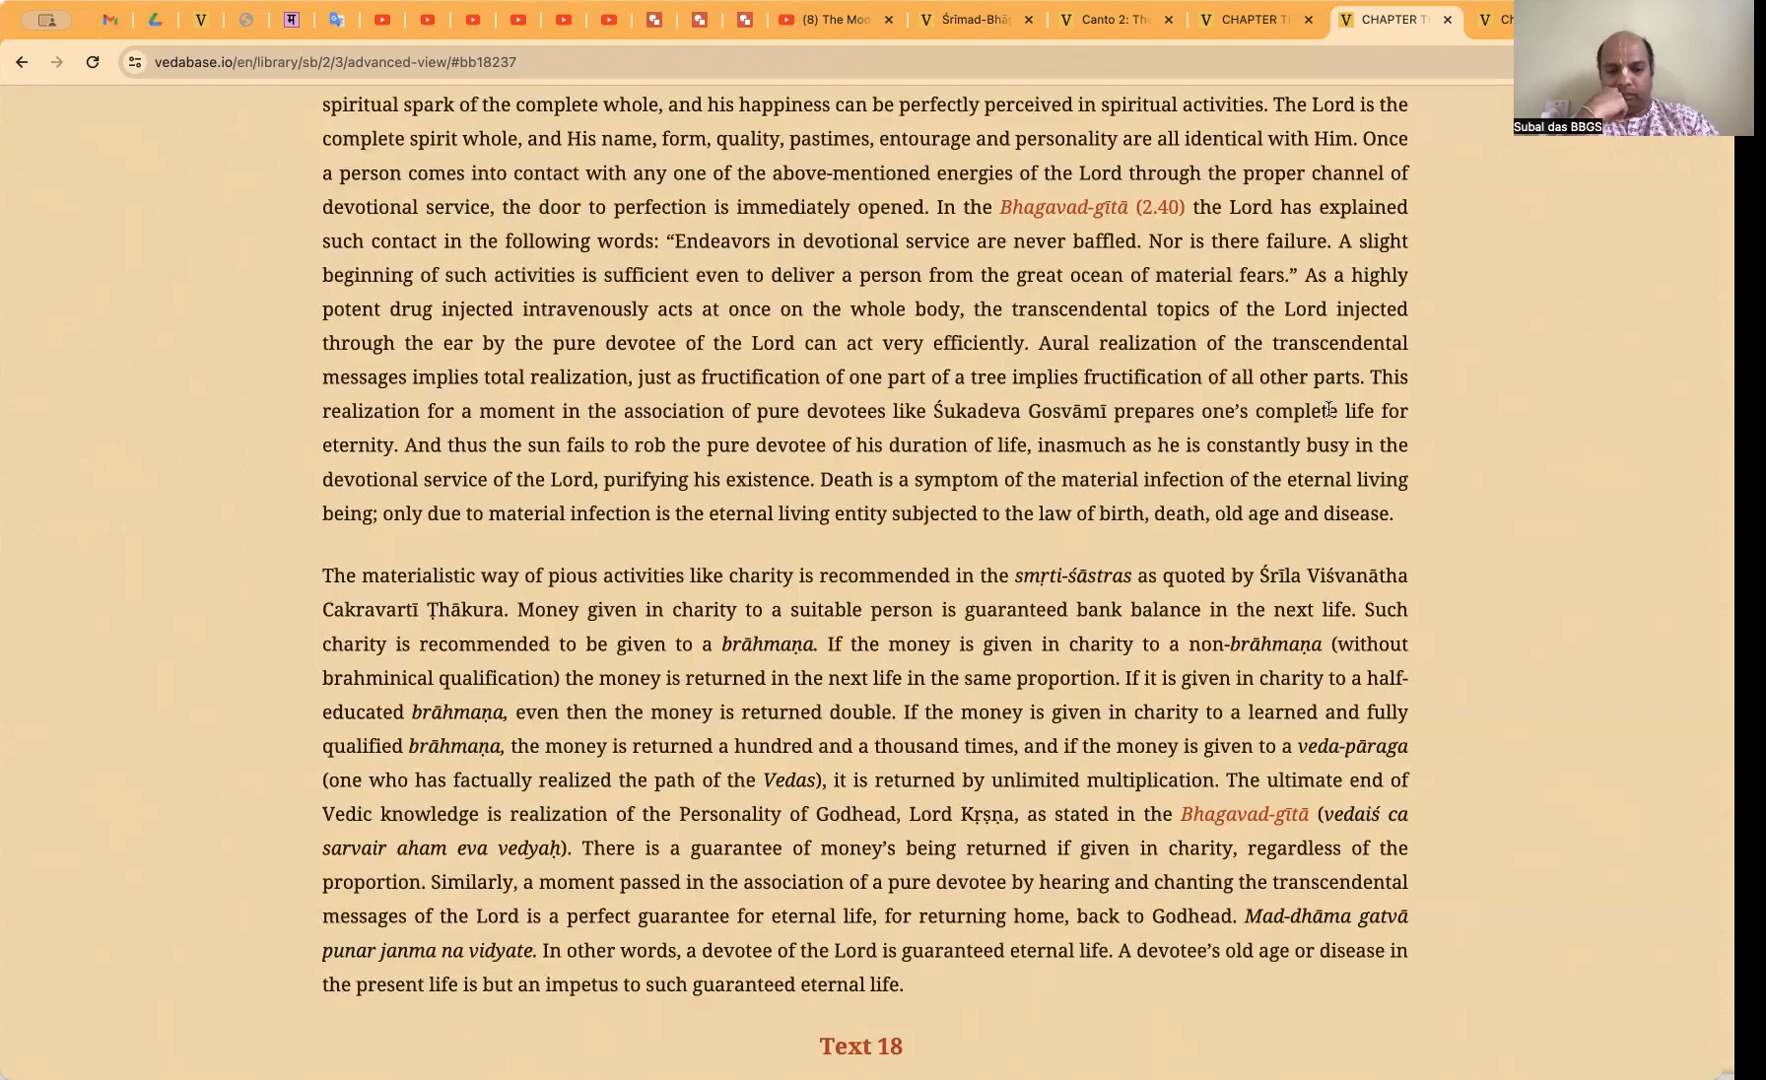 (8) The Moo
Śrīmad-Bhāg
Canto 2: The
CHAPTER T
CHAPTER T
Ch
vedabase.io/en/library/sb/2/3/advanced-view/#bb18237
Subal das BBGS
spiritual spark of the complete whole, and his happiness can be perfectly perceived in spiritual activities. The Lord is the
complete spirit whole, and His name, form, quality, pastimes, entourage and personality are all identical with Him. Once
a person comes into contact with any one of the above-mentioned energies of the Lord through the proper channel of
devotional service, the door to perfection is immediately opened. In the Bhagavad-gītā (2.40) the Lord has explained
such contact in the following words: “Endeavors in devotional service are never baffled. Nor is there failure. A slight
beginning of such activities is sufficient even to deliver a person from the great ocean of material fears.” As a highly
potent drug injected intravenously acts at once on the whole body, the transcendental topics of the Lord injected
through the ear by the pure devotee of the Lord can act very efficiently. Aural realization of the transcendental
messages implies total realization, just as fructification of one part of a tree implies fructification of all other parts. This
realization for a moment in the association of pure devotees like Śukadeva Gosvāmī prepares one’s complete life for
eternity. And thus the sun fails to rob the pure devotee of his duration of life, inasmuch as he is constantly busy in the
devotional service of the Lord, purifying his existence. Death is a symptom of the material infection of the eternal living
being; only due to material infection is the eternal living entity subjected to the law of birth, death, old age and disease.
The materialistic way of pious activities like charity is recommended in the smṛti-śāstras as quoted by Śrīla Viśvanātha
Cakravartī Ṭhākura. Money given in charity to a suitable person is guaranteed bank balance in the next life. Such
charity is recommended to be given to a brāhmaṇa. If the money is given in charity to a non-brāhmaṇa (without
brahminical qualification) the money is returned in the next life in the same proportion. If it is given in charity to a half-
educated brāhmaṇa, even then the money is returned double. If the money is given in charity to a learned and fully
qualified brāhmaṇa, the money is returned a hundred and a thousand times, and if the money is given to a veda-pāraga
(one who has factually realized the path of the Vedas), it is returned by unlimited multiplication. The ultimate end of
Vedic knowledge is realization of the Personality of Godhead, Lord Kṛṣṇa, as stated in the Bhagavad-gītā (vedaiś ca
sarvair aham eva vedyaḥ). There is a guarantee of money’s being returned if given in charity, regardless of the
proportion. Similarly, a moment passed in the association of a pure devotee by hearing and chanting the transcendental
messages of the Lord is a perfect guarantee for eternal life, for returning home, back to Godhead. Mad-dhāma gatvā
punar janma na vidyate. In other words, a devotee of the Lord is guaranteed eternal life. A devotee’s old age or disease in
the present life is but an impetus to such guaranteed eternal life.
Text 18